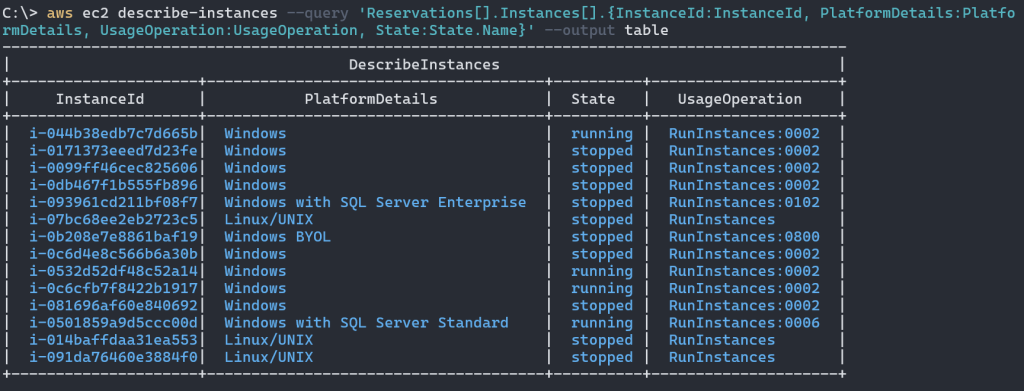 C:\> aws ec2 describe-instances --query 'Reservations[].Instances[].{InstanceId:InstanceId, PlatformDetails:Platfo
rmDetails, UsageOperation:UsageOperation, State:State.Name}' --output table
DescribeInstances
InstanceId | PlatformDetails | State | UsageOperation
i-044b38edb7c7d665b| Windows | running | RunInstances:0002
i-0171373eeed7d23fe| Windows | stopped | RunInstances:0002
i-0099ff46cec825606| Windows | stopped | RunInstances:0002
i-0db467f1b555fb896| Windows | stopped | RunInstances:0002
i-093961cd211bf08f7| Windows with SQL Server Enterprise | stopped | RunInstances:0102
i-07bc68ee2eb2723c5| Linux/UNIX | stopped | RunInstances
i-0b208e7e8861baf19| Windows BYOL | stopped | RunInstances:0800
i-0c6d4e8c566b6a30b| Windows | stopped | RunInstances:0002
i-0532d52df48c52a14| Windows | running | RunInstances:0002
i-0c6cfb7f8422b1917| Windows | running | RunInstances:0002
i-081696af60e840692| Windows | stopped | RunInstances:0002
i-0501859a9d5ccc00d| Windows with SQL Server Standard | running | RunInstances:0006
i-014baffdaa31ea553| Linux/UNIX | stopped | RunInstances
i-091da76460e3884f0| Linux/UNIX | stopped | RunInstances